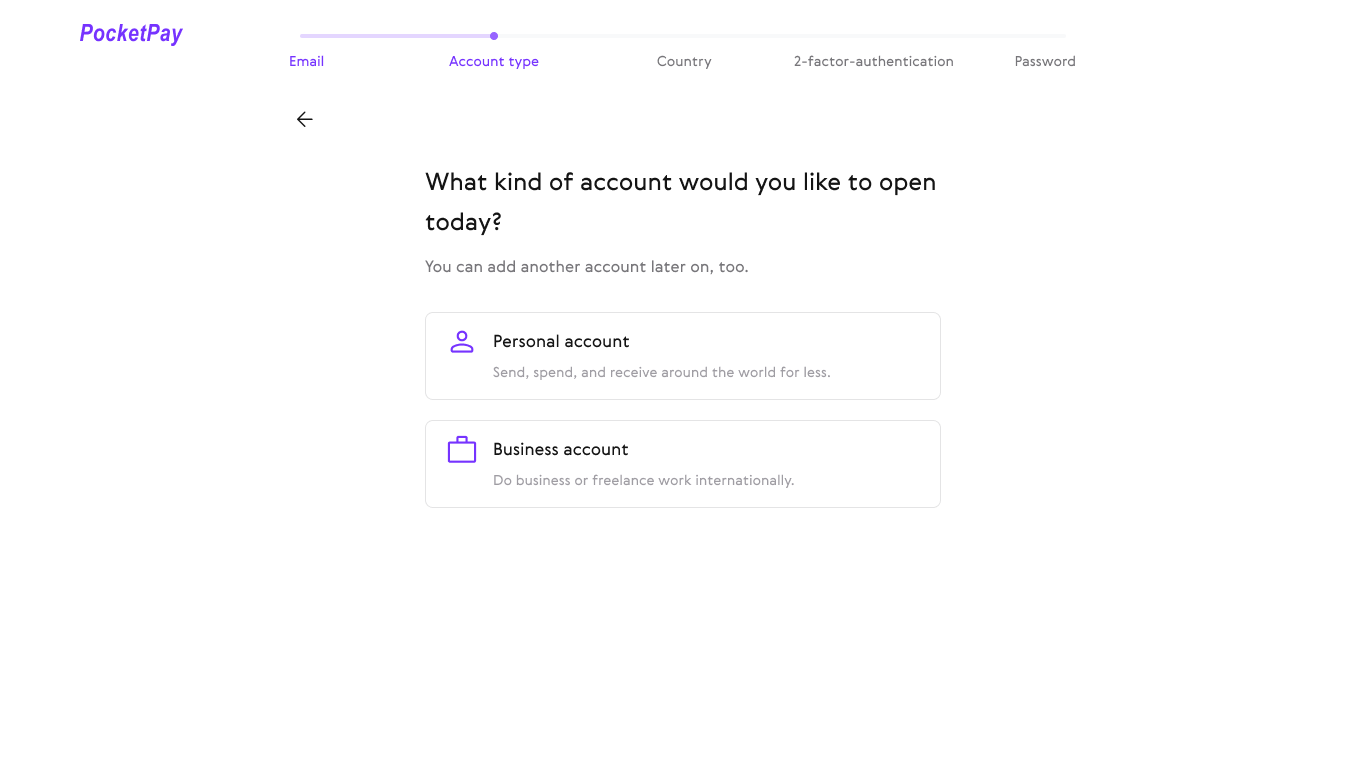 PocketPay
Email
Account type
Country
2-factor-authentication
Password
What kind of account would you like to open
today?
You can add another account later on, too.
Personal account
Send, spend, and receive around the world for less.
Business account
Do business or freelance work internationally.